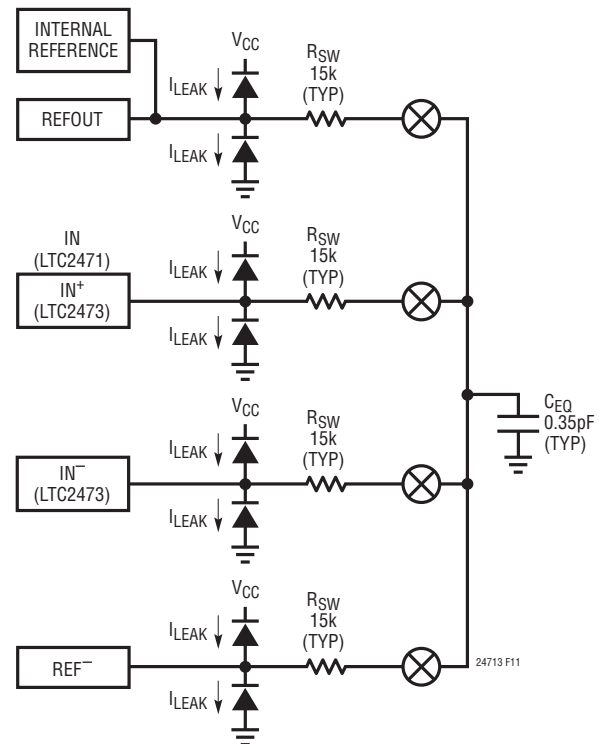 INTERNAL
REFERENCE
REFOUT
VCC
ILEAK
ILEAK
RSW
15k
(TYP)
IN
(LTC2471)
IN+
(LTC2473)
VCC
ILEAK
ILEAK
RSW
15k
(TYP)
CEQ
0.35pF
(TYP)
IN−
(LTC2473)
VCC
ILEAK
ILEAK
RSW
15k
(TYP)
REF−
VCC
ILEAK
ILEAK
RSW
15k
(TYP)
24713 F11